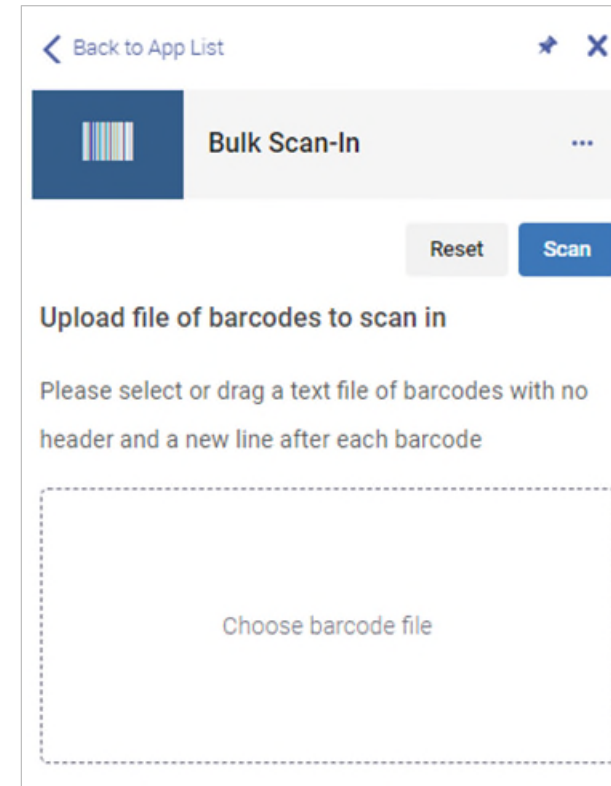 Back to App List
Bulk Scan-In
Reset Scan
Upload file of barcodes to scan in
Please select or drag a text file of barcodes with no
header and a new line after each barcode
Choose barcode file